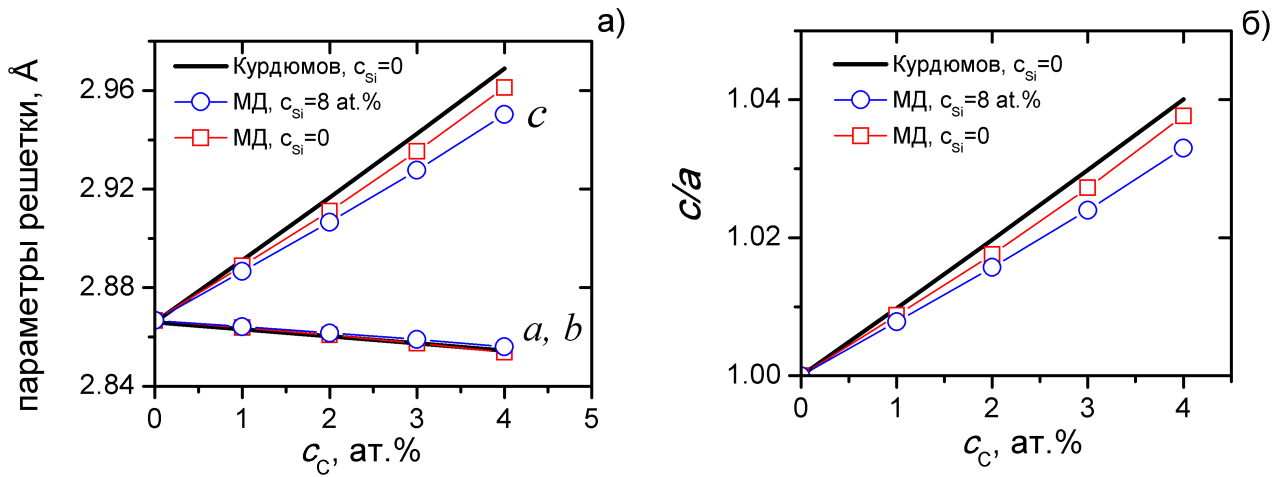 а)
параметры решетки, Å
2.96
2.92
2.88
2.84
Курдюмов, cSi=0
МД, cSi=8 at.%
МД, cSi=0
c
a, b
0 1 2 3 4 5
cC, ат.%
б)
c/a
1.04
1.02
1.00
Курдюмов, cSi=0
МД, cSi=8 at.%
МД, cSi=0
0 1 2 3 4
cC, ат.%